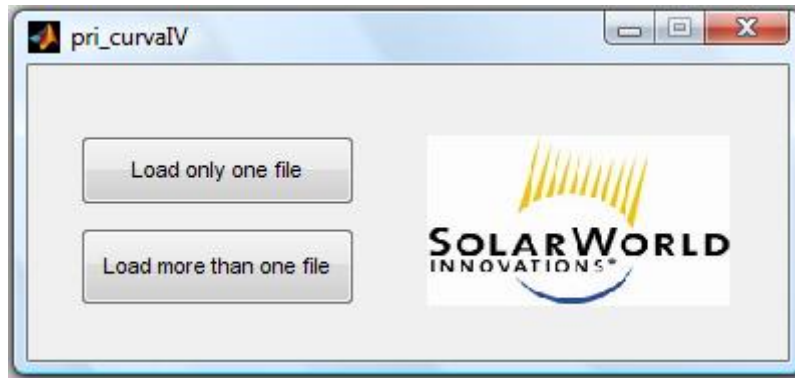 pri_curvaIV
Load only one file
Load more than one file
SOLARWORLD
INNOVATIONS®